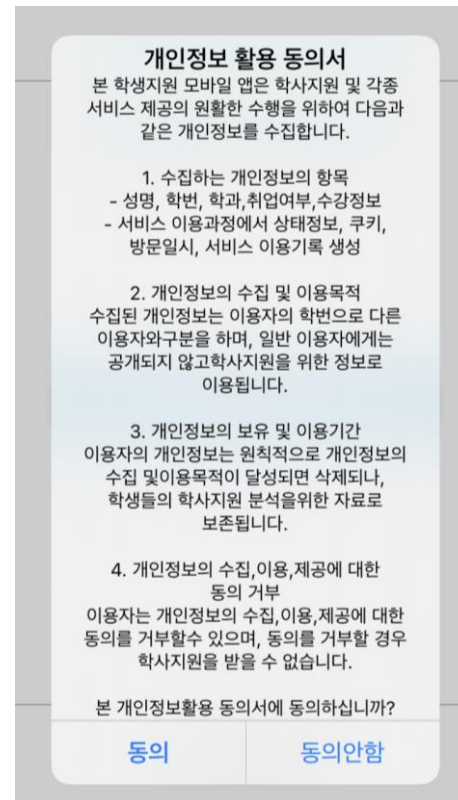 개인정보 활용 동의서
본 학생지원 모바일 앱은 학사지원 및 각종
서비스 제공의 원활한 수행을 위하여 다음과
같은 개인정보를 수집합니다.
1. 수집하는 개인정보의 항목
- 성명, 학번, 학과,취업여부,수강정보
- 서비스 이용과정에서 상태정보, 쿠키,
방문일시, 서비스 이용기록 생성
2. 개인정보의 수집 및 이용목적
수집된 개인정보는 이용자의 학번으로 다른
이용자와구분을 하며, 일반 이용자에게는
공개되지 않고학사지원을 위한 정보로
이용됩니다.
3. 개인정보의 보유 및 이용기간
이용자의 개인정보는 원칙적으로 개인정보의
수집 및이용목적이 달성되면 삭제되나,
학생들의 학사지원 분석을위한 자료로
보존됩니다.
4. 개인정보의 수집,이용,제공에 대한
동의 거부
이용자는 개인정보의 수집,이용,제공에 대한
동의를 거부할수 있으며, 동의를 거부할 경우
학사지원을 받을 수 없습니다.
본 개인정보활용 동의서에 동의하십니까?
동의
동의안함